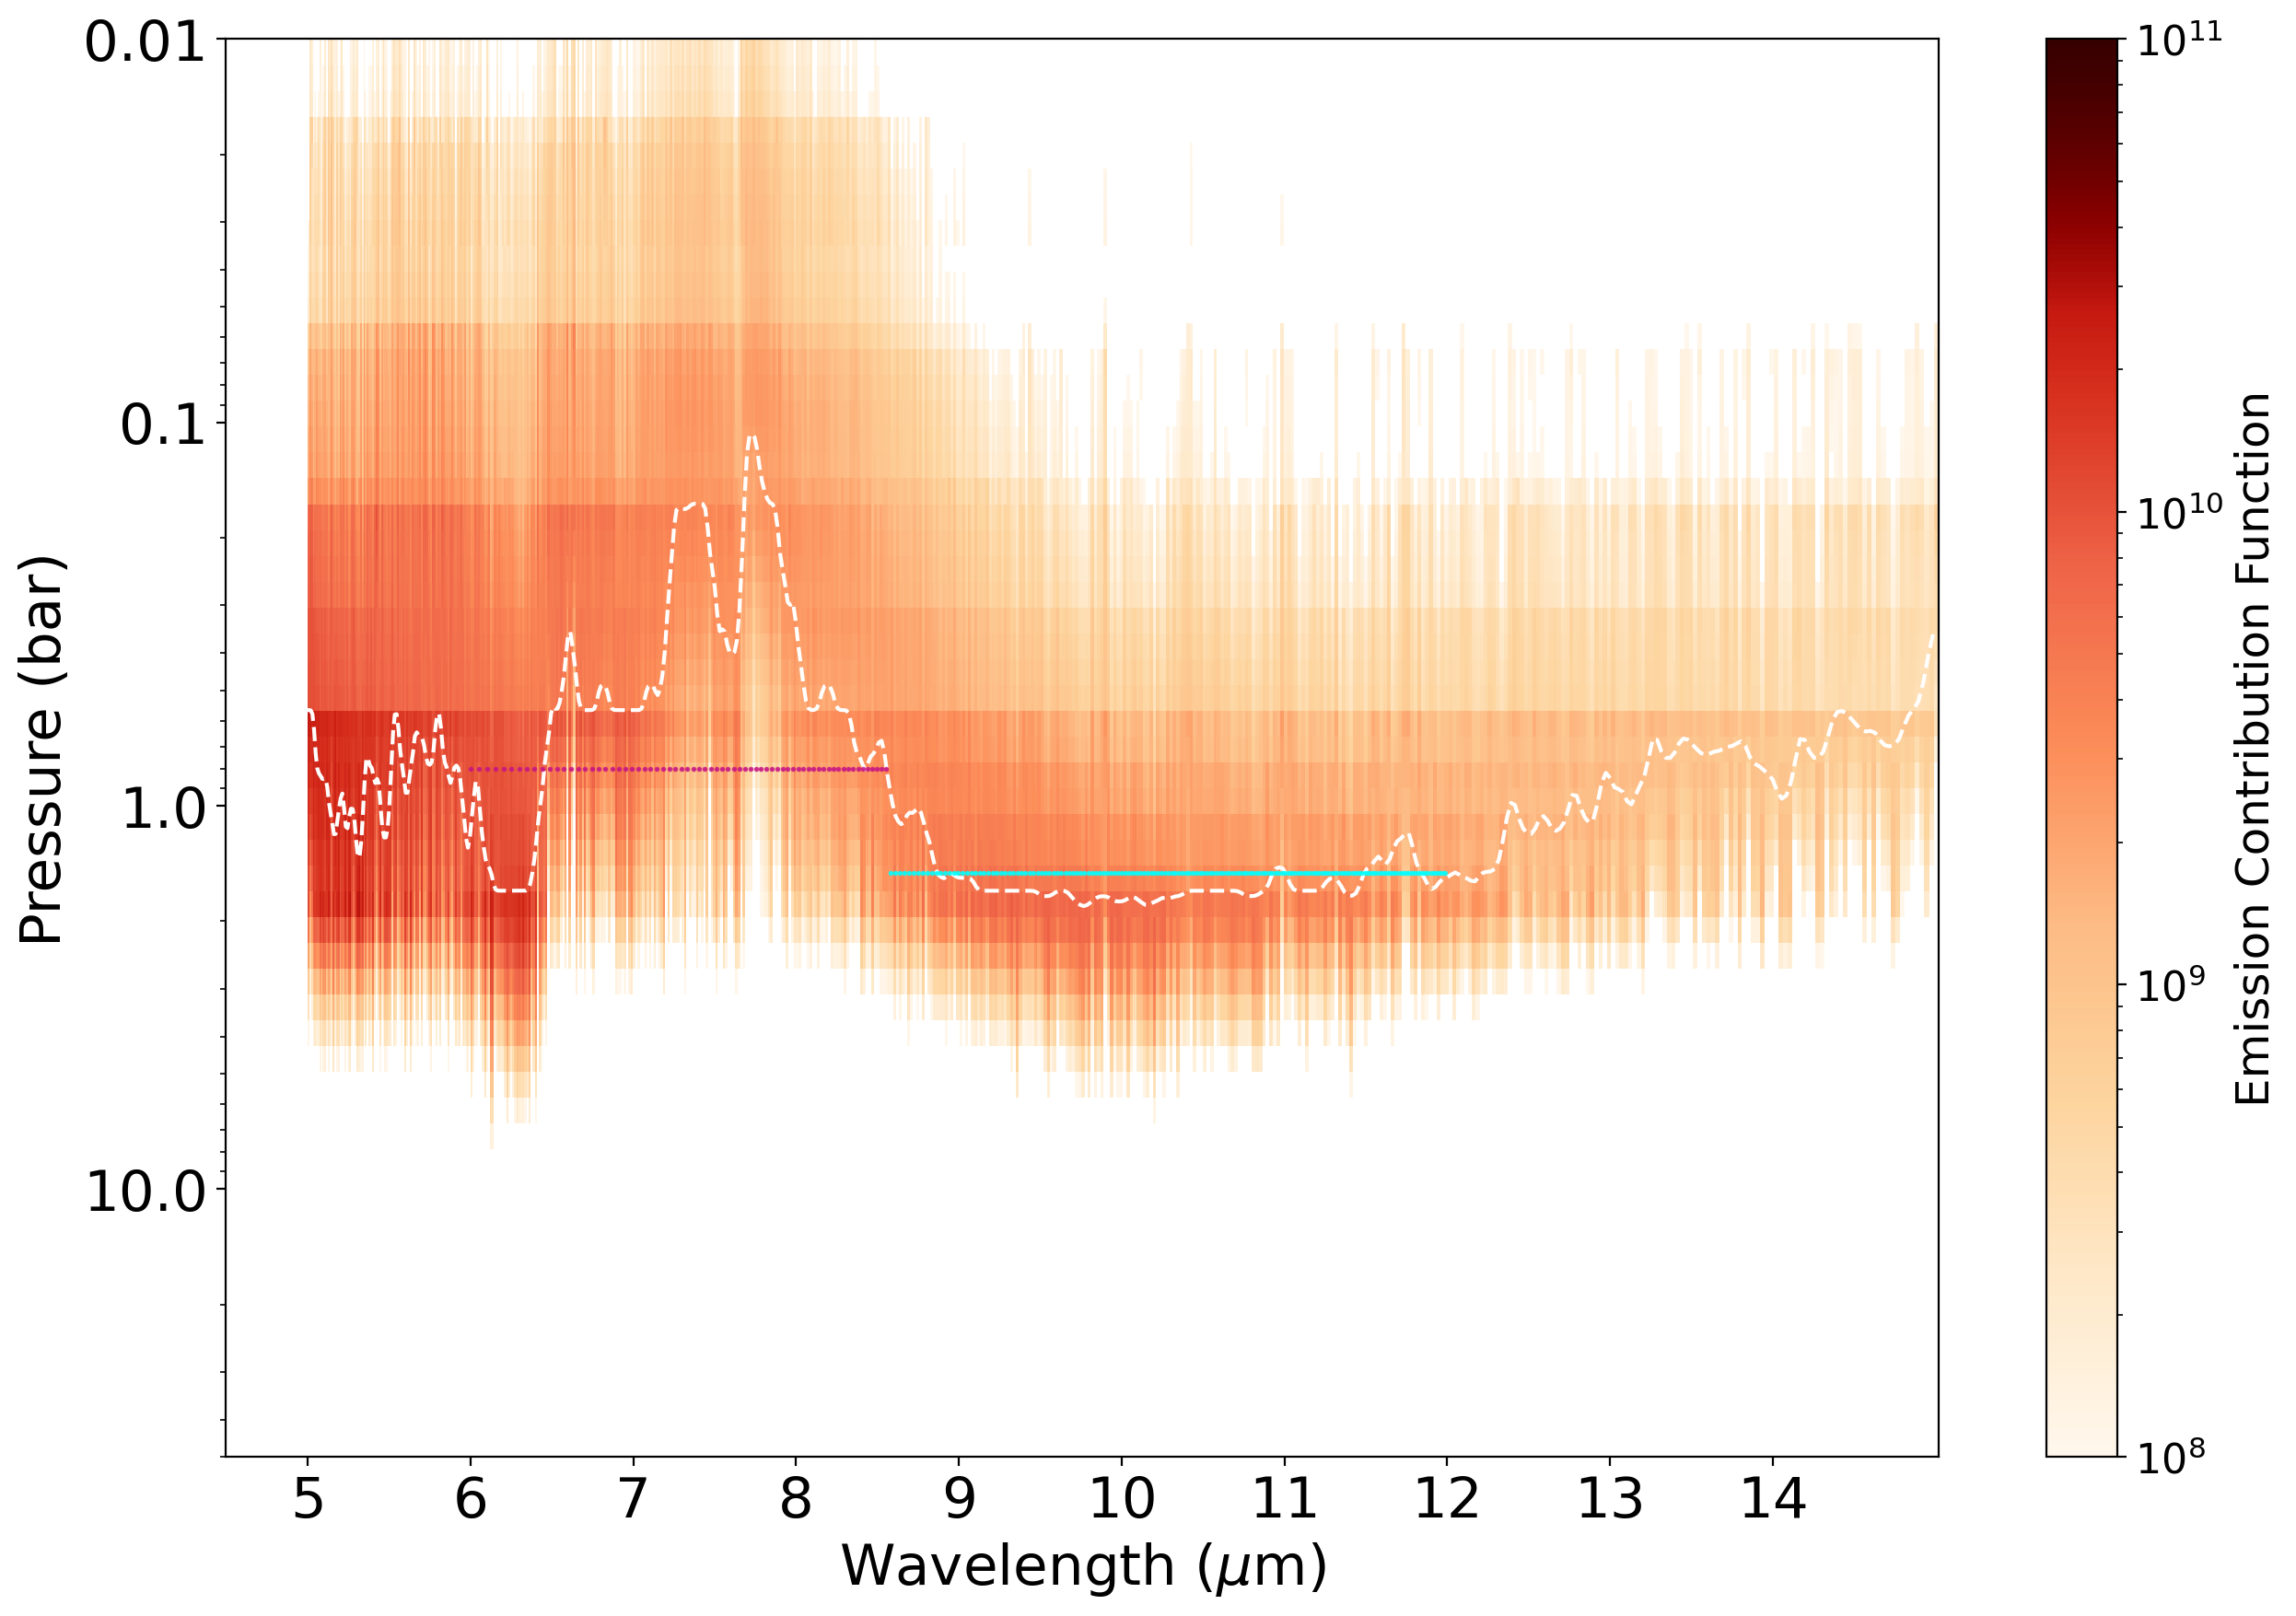 0.01
0.1
1.0
10.0
Pressure (bar)
5 6 7 8 9 10 11 12 13 14
Wavelength (μm)
10¹¹
10¹⁰
10⁹
10⁸
Emission Contribution Function